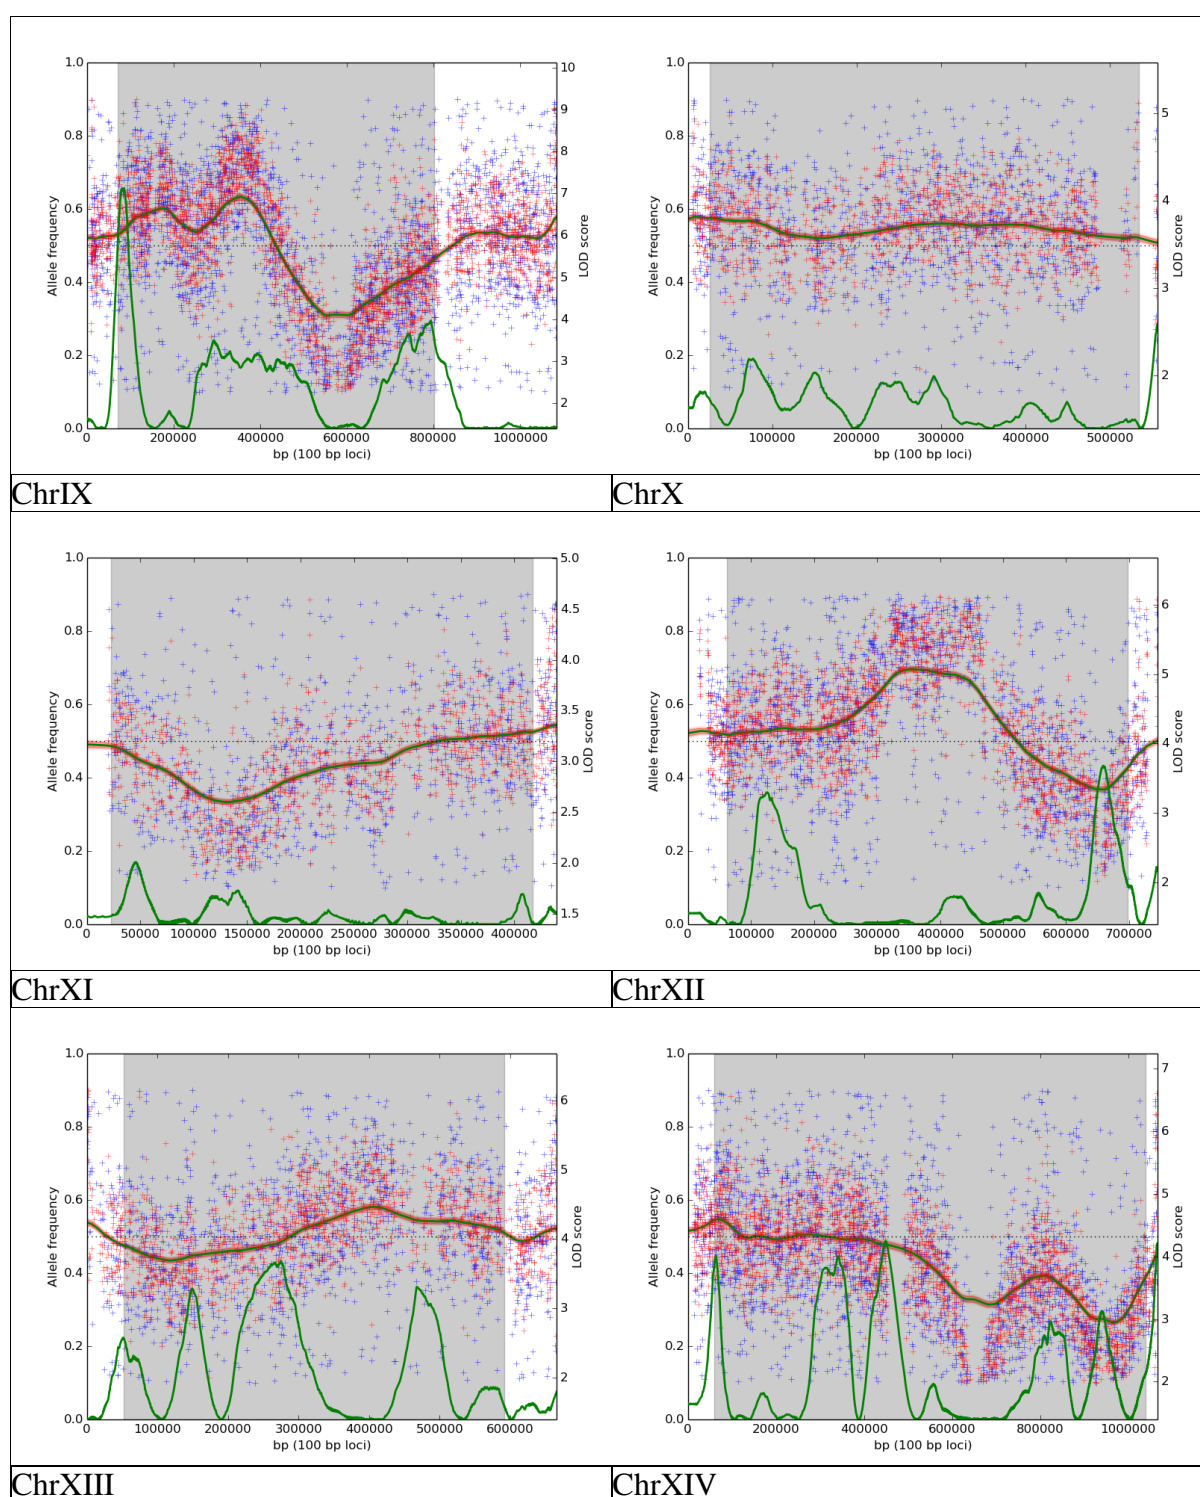 1.0
0.8
0.6
0.4
0.2
0.0
Allele frequency
10
9
8
7
6
5
4
3
2
LOD score
0 200000 400000 600000 800000 1000000
bp (100 bp loci)
1.0
0.8
0.6
0.4
0.2
0.0
Allele frequency
5
4
3
2
LOD score
0 100000 200000 300000 400000 500000
bp (100 bp loci)
ChrIX
ChrX
1.0
0.8
0.6
0.4
0.2
0.0
Allele frequency
5.0
4.5
4.0
3.5
3.0
2.5
2.0
1.5
LOD score
0 50000 100000 150000 200000 250000 300000 350000 400000
bp (100 bp loci)
1.0
0.8
0.6
0.4
0.2
0.0
Allele frequency
6
5
4
3
2
LOD score
0 100000 200000 300000 400000 500000 600000 700000
bp (100 bp loci)
ChrXI
ChrXII
1.0
0.8
0.6
0.4
0.2
0.0
Allele frequency
6
5
4
3
2
LOD score
0 100000 200000 300000 400000 500000 600000
bp (100 bp loci)
1.0
0.8
0.6
0.4
0.2
0.0
Allele frequency
7
6
5
4
3
2
LOD score
0 200000 400000 600000 800000 1000000
bp (100 bp loci)
ChrXIII
ChrXIV